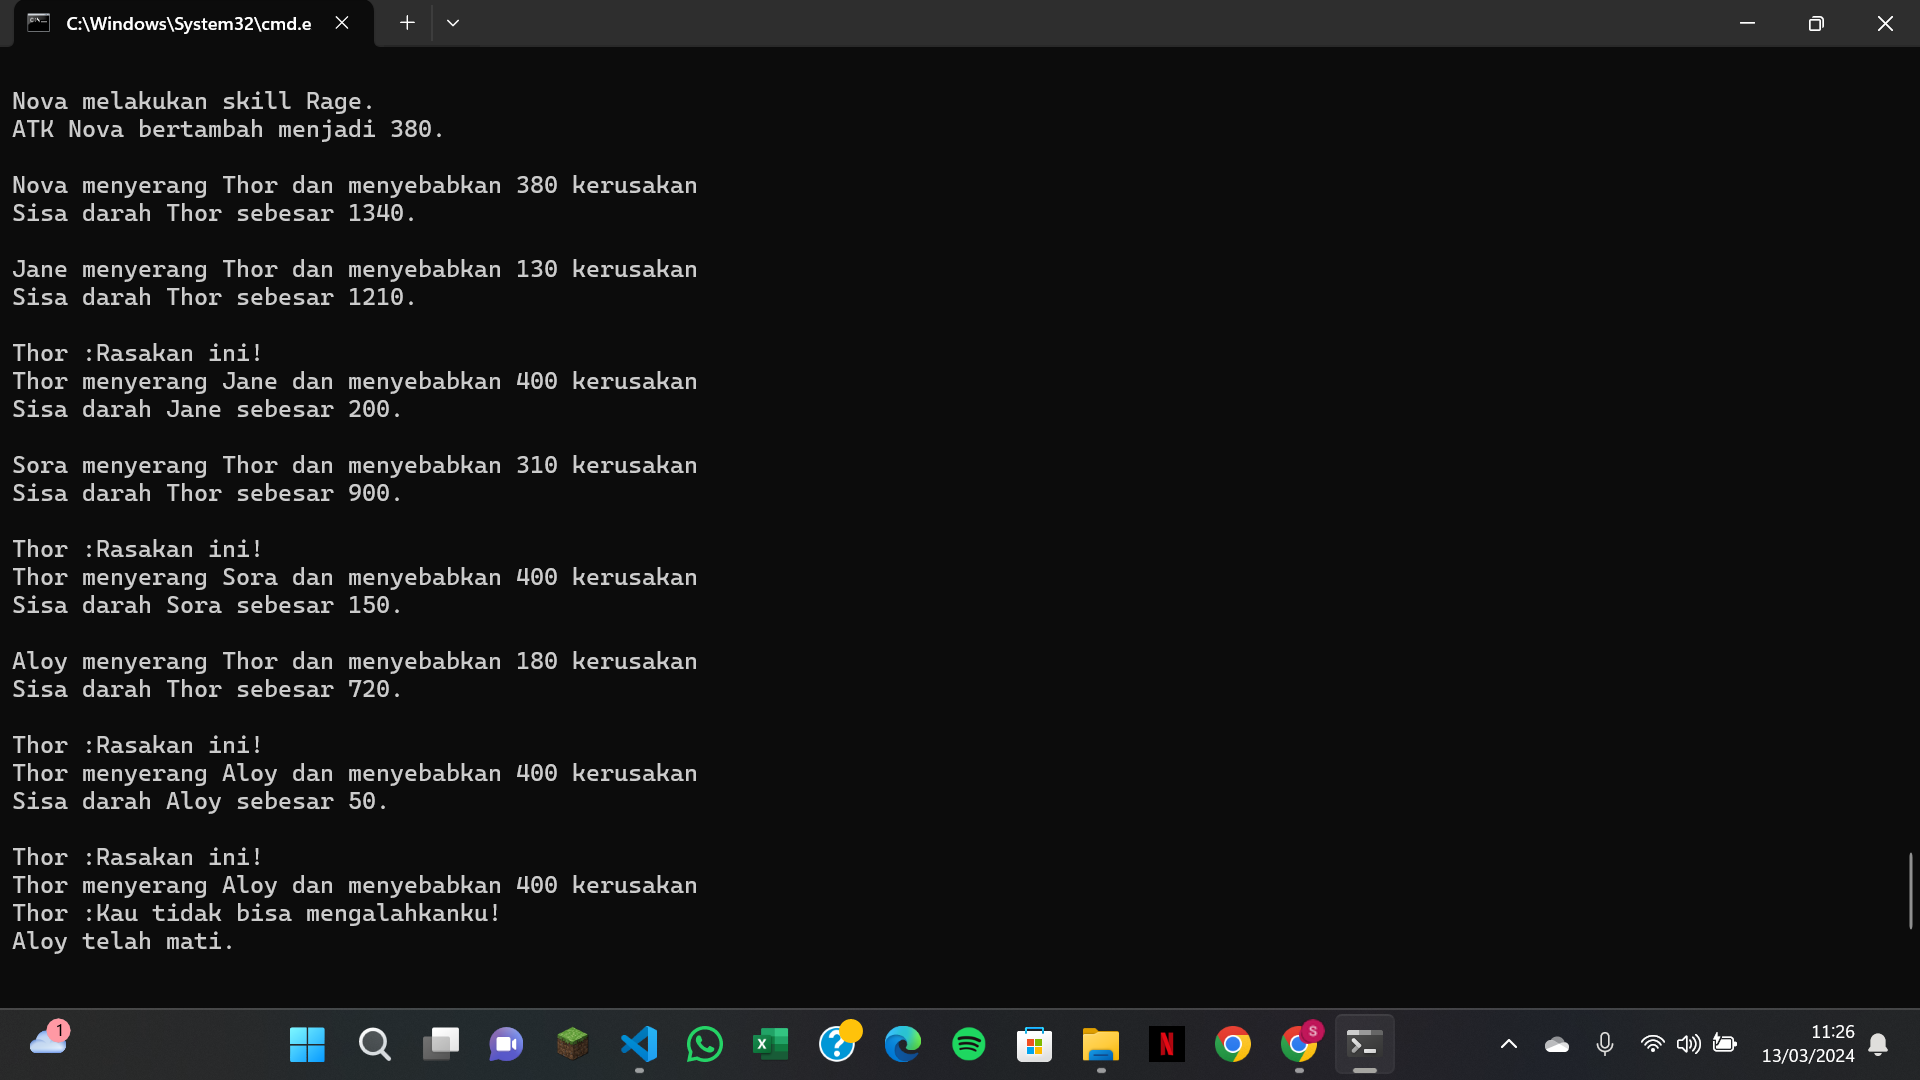 C:\Windows\System32\cmd.e
Nova melakukan skill Rage.
ATK Nova bertambah menjadi 380.
Nova menyerang Thor dan menyebabkan 380 kerusakan
Sisa darah Thor sebesar 1340.
Jane menyerang Thor dan menyebabkan 130 kerusakan
Sisa darah Thor sebesar 1210.
Thor :Rasakan ini!
Thor menyerang Jane dan menyebabkan 400 kerusakan
Sisa darah Jane sebesar 200.
Sora menyerang Thor dan menyebabkan 310 kerusakan
Sisa darah Thor sebesar 900.
Thor :Rasakan ini!
Thor menyerang Sora dan menyebabkan 400 kerusakan
Sisa darah Sora sebesar 150.
Aloy menyerang Thor dan menyebabkan 180 kerusakan
Sisa darah Thor sebesar 720.
Thor :Rasakan ini!
Thor menyerang Aloy dan menyebabkan 400 kerusakan
Sisa darah Aloy sebesar 50.
Thor :Rasakan ini!
Thor menyerang Aloy dan menyebabkan 400 kerusakan
Thor :Kau tidak bisa mengalahkanku!
Aloy telah mati.
1
S
11:26
13/03/2024